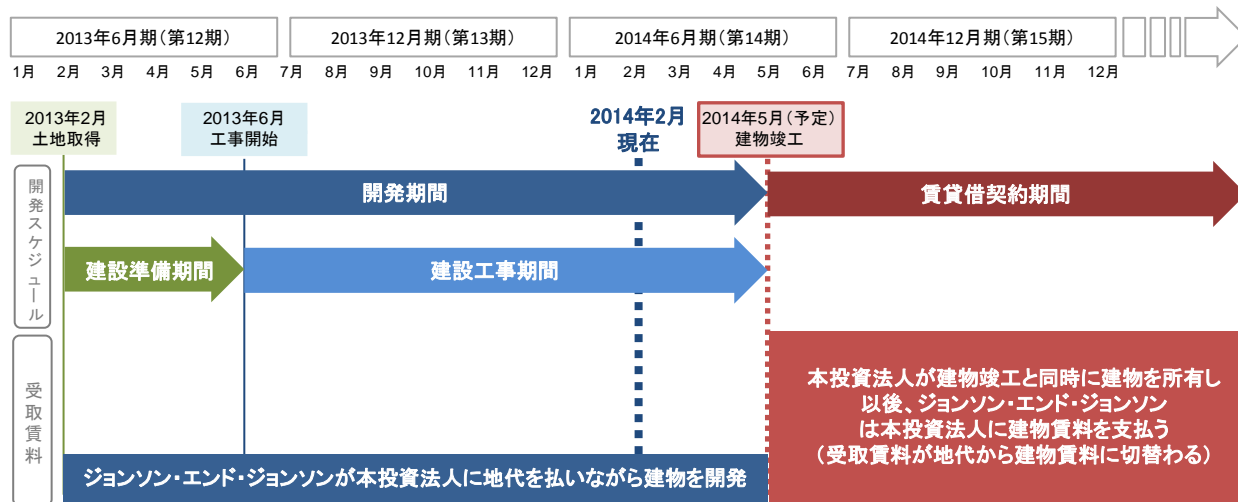 2013年6月期(第12期)
2013年12月期(第13期)
2014年6月期(第14期)
2014年12月期(第15期)
1月 2月 3月 4月 5月 6月 7月 8月 9月 10月 11月 12月 1月 2月 3月 4月 5月 6月 7月 8月 9月 10月 11月 12月
2013年2月
土地取得
2013年6月
工事開始
2014年2月
現在
2014年5月(予定)
建物竣工
開発スケジュール
開発期間
賃貸借契約期間
建設準備期間
建設工事期間
受取賃料
本投資法人が建物竣工と同時に建物を所有し
以後、ジョンソン・エンド・ジョンソン
は本投資法人に建物賃料を支払う
(受取賃料が地代から建物賃料に切替わる)
ジョンソン・エンド・ジョンソンが本投資法人に地代を払いながら建物を開発